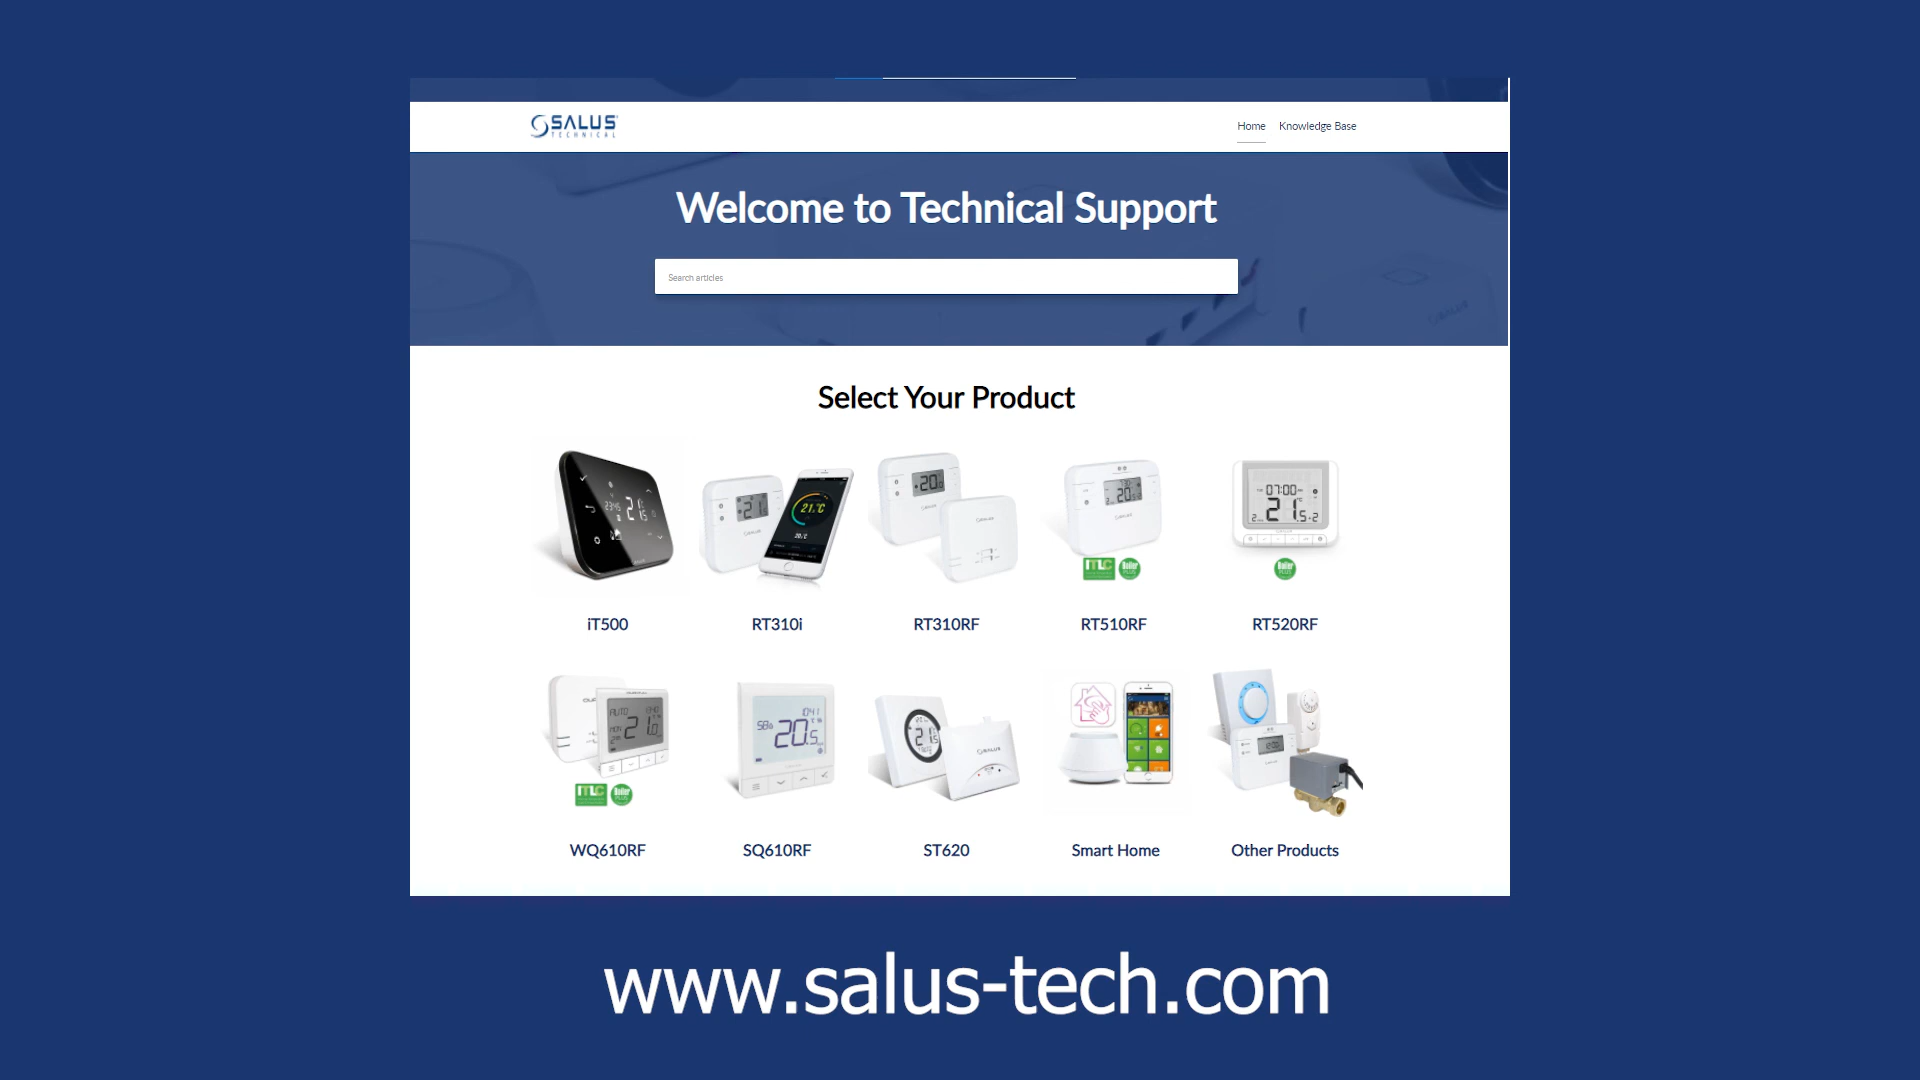 SALUS
TECHNICAL
Home Knowledge Base
Welcome to Technical Support
Search articles
Select Your Product
iT500 RT310i RT310RF RT510RF RT520RF
WQ610RF SQ610RF ST620 Smart Home Other Products
www.salus-tech.com